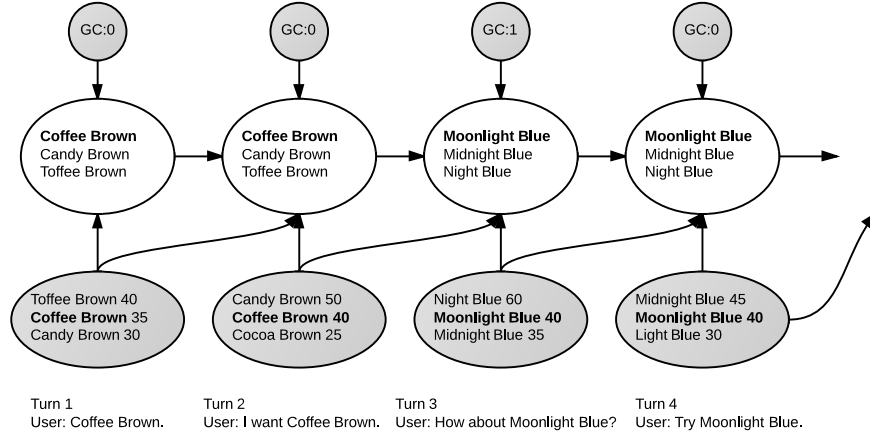 GC:0
GC:0
GC:1
GC:0
Coffee Brown
Candy Brown
Toffee Brown
Coffee Brown
Candy Brown
Toffee Brown
Moonlight Blue
Midnight Blue
Night Blue
Moonlight Blue
Midnight Blue
Night Blue
Toffee Brown 40
Coffee Brown 35
Candy Brown 30
Candy Brown 50
Coffee Brown 40
Cocoa Brown 25
Night Blue 60
Moonlight Blue 40
Midnight Blue 35
Midnight Blue 45
Moonlight Blue 40
Light Blue 30
Turn 1
User: Coffee Brown.
Turn 2
User: I want Coffee Brown.
Turn 3
User: How about Moonlight Blue?
Turn 4
User: Try Moonlight Blue.